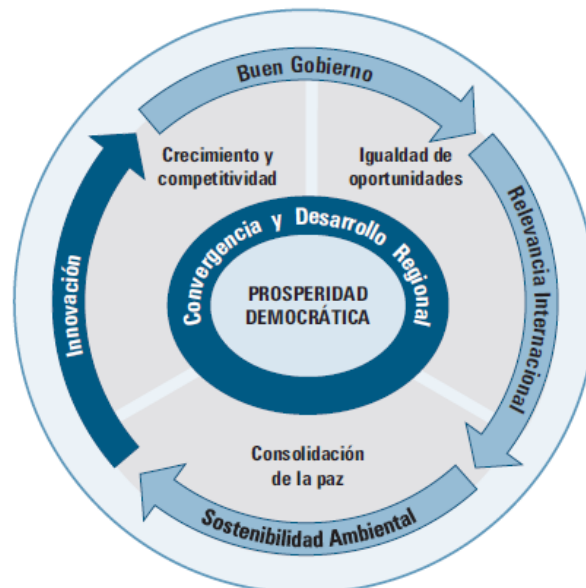 Buen Gobierno
Crecimiento y
competitividad
Igualdad de
oportunidades
Relevancia Internacional
Innovación
Convergencia y Desarrollo Regional
PROSPERIDAD
DEMOCRÁTICA
Consolidación
de la paz
Sostenibilidad Ambiental